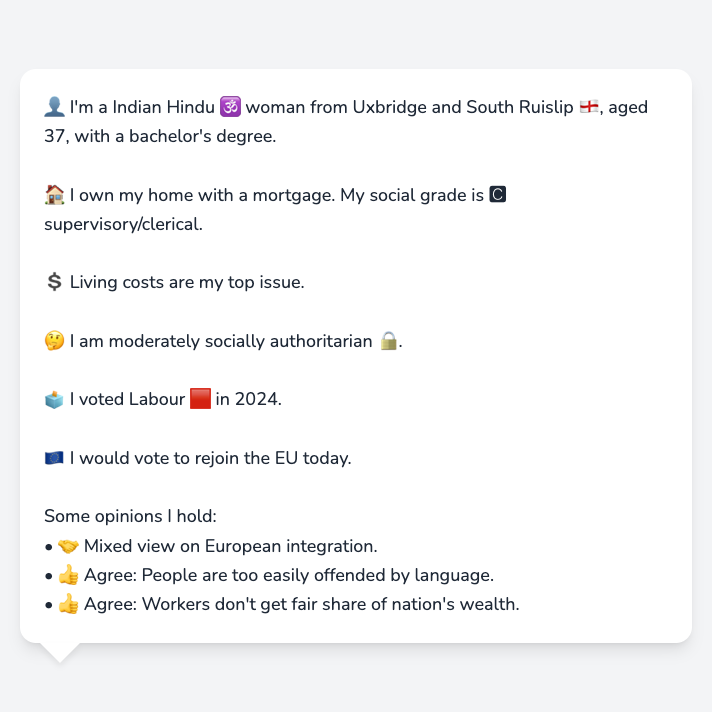 👤 I'm a Indian Hindu 🕉️ woman from Uxbridge and South Ruislip 🏴󠁧󠁢󠁥󠁮󠁧󠁿, aged
37, with a bachelor's degree.
🏠 I own my home with a mortgage. My social grade is 🅲
supervisory/clerical.
💲 Living costs are my top issue.
🤔 I am moderately socially authoritarian 🔒.
🗳️ I voted Labour 🟥 in 2024.
🇪🇺 I would vote to rejoin the EU today.
Some opinions I hold:
• 🤝 Mixed view on European integration.
• 👍 Agree: People are too easily offended by language.
• 👍 Agree: Workers don't get fair share of nation's wealth.